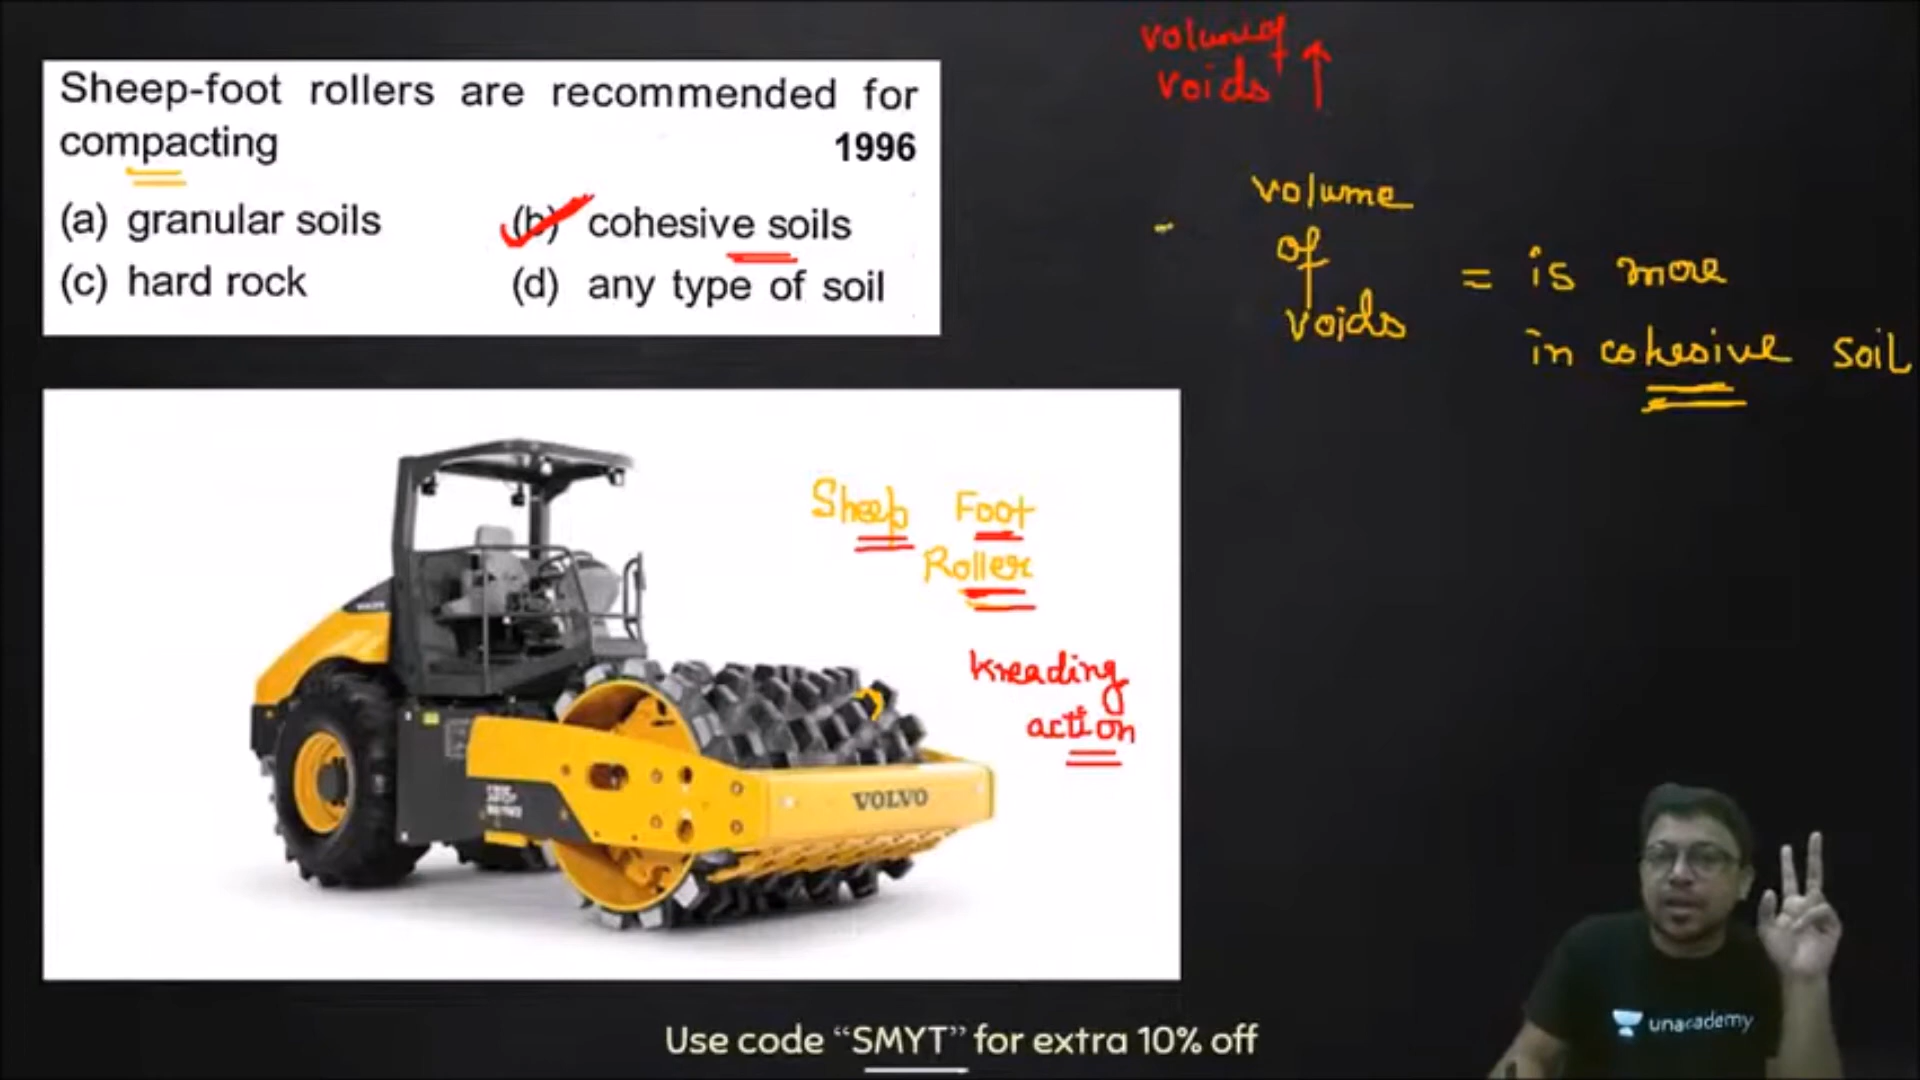 Sheep-foot rollers are recommended for
compacting 1996
(a) granular soils (b) cohesive soils
(c) hard rock (d) any type of soil
volume of
voids ↑
volume
of
voids
= is more
in cohesive soil
Sheep Foot
Roller
kneading
action
VOLVO
unacademy
Use code “SMYT” for extra 10% off